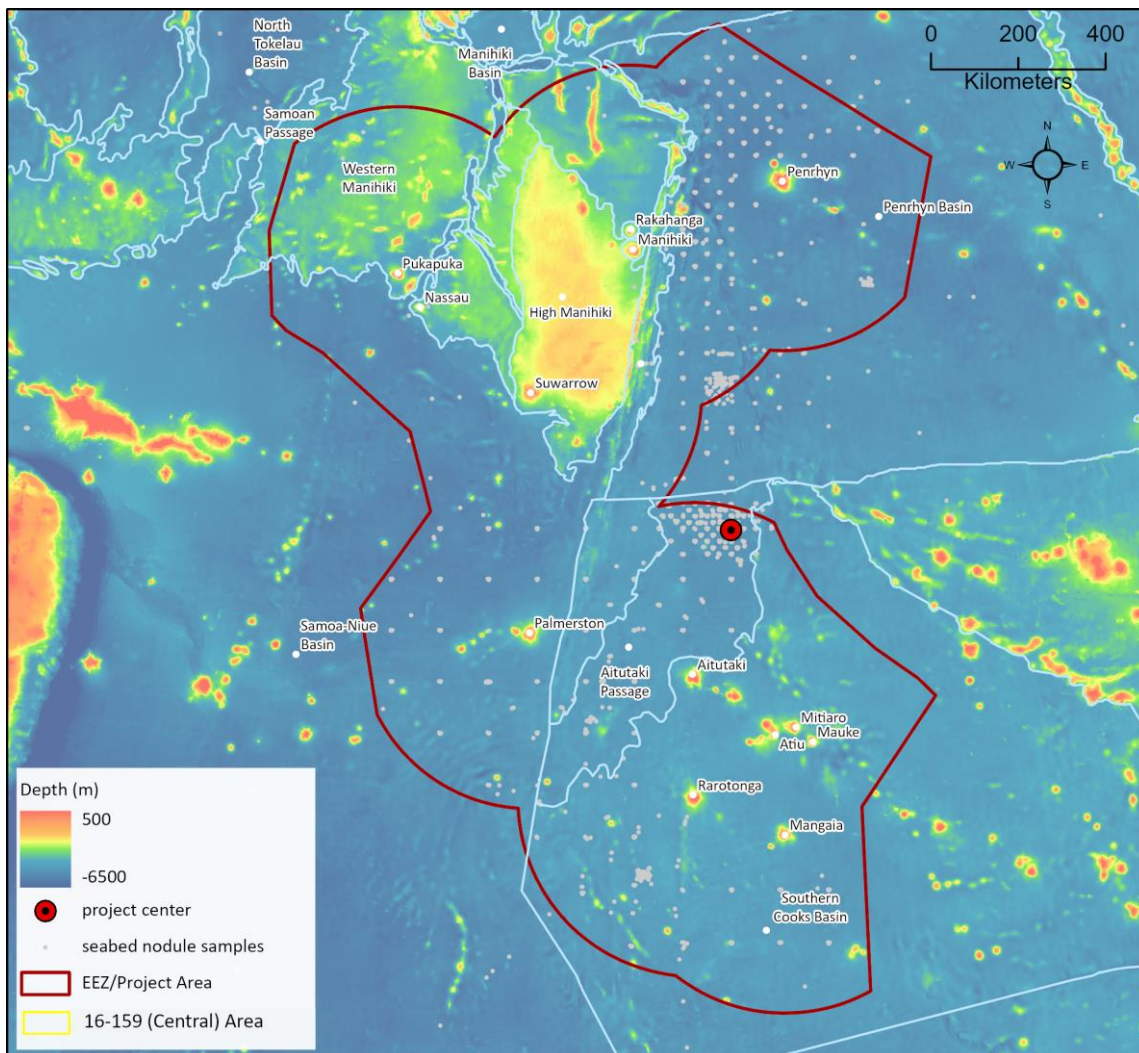 North
Tokelau
Basin
Manihiki
Basin
0 200 400
Kilometers
Samoan
Passage
N
W E
S
Western
Manihiki
Penrhyn
Penrhyn Basin
Rakahanga
Manihiki
Pukapuka
Nassau
High Manihiki
Suwarrow
Samoa-Niue
Basin
Palmerston
Aitutaki
Passage
Aitutaki
Mitiaro
Mauke
Atiu
Rarotonga
Mangaia
Southern
Cooks Basin
Depth (m)
500
-6500
project center
seabed nodule samples
EEZ/Project Area
16-159 (Central) Area